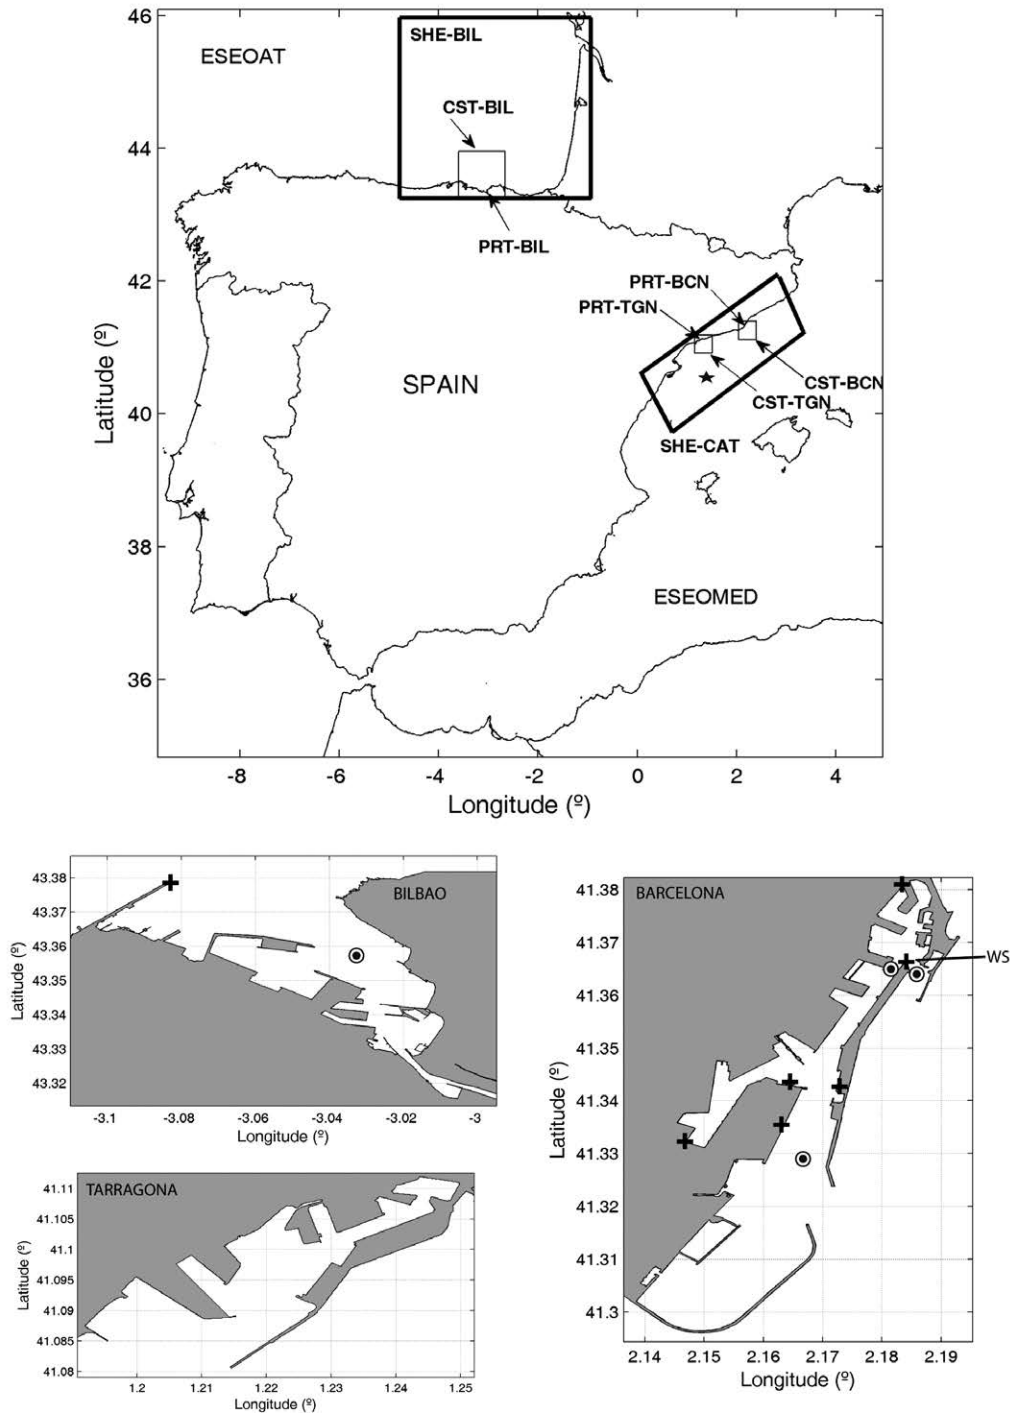 46
44
42
40
38
36
Latitude (º)
ESEOAT
SHE-BIL
CST-BIL
PRT-BIL
PRT-BCN
PRT-TGN
SPAIN
CST-BCN
CST-TGN
SHE-CAT
ESEOMED
-8 -6 -4 -2 0 2
Longitude (º)
43.38
43.37
43.36
43.35
43.34
43.33
43.32
Latitude (º)
BILBAO
-3.1 -3.08 -3.06 -3.04 -3.02 -3
Longitude (º)
TARRAGONA
41.11
41.105
41.1
41.095
41.09
41.085
41.08
Latitude (º)
1.2 1.21 1.22 1.23 1.24 1.25
Longitude (º)
BARCELONA
41.38
41.37
41.36
41.35
41.34
41.33
41.32
41.31
41.3
Latitude (º)
WS
2.14 2.15 2.16 2.17 2.18 2.19
Longitude (º)